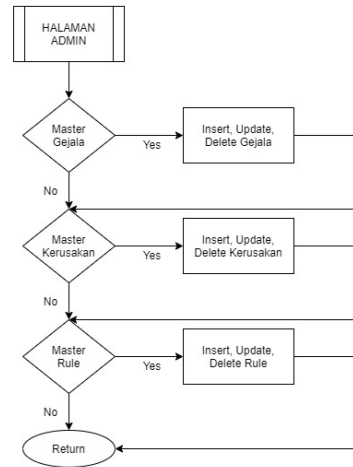 HALAMAN
ADMIN
Master
Gejala
Yes
Insert, Update,
Delete Gejala
No
Master
Kerusakan
Yes
Insert, Update,
Delete Kerusakan
No
Master
Rule
Yes
Insert, Update,
Delete Rule
No
Return